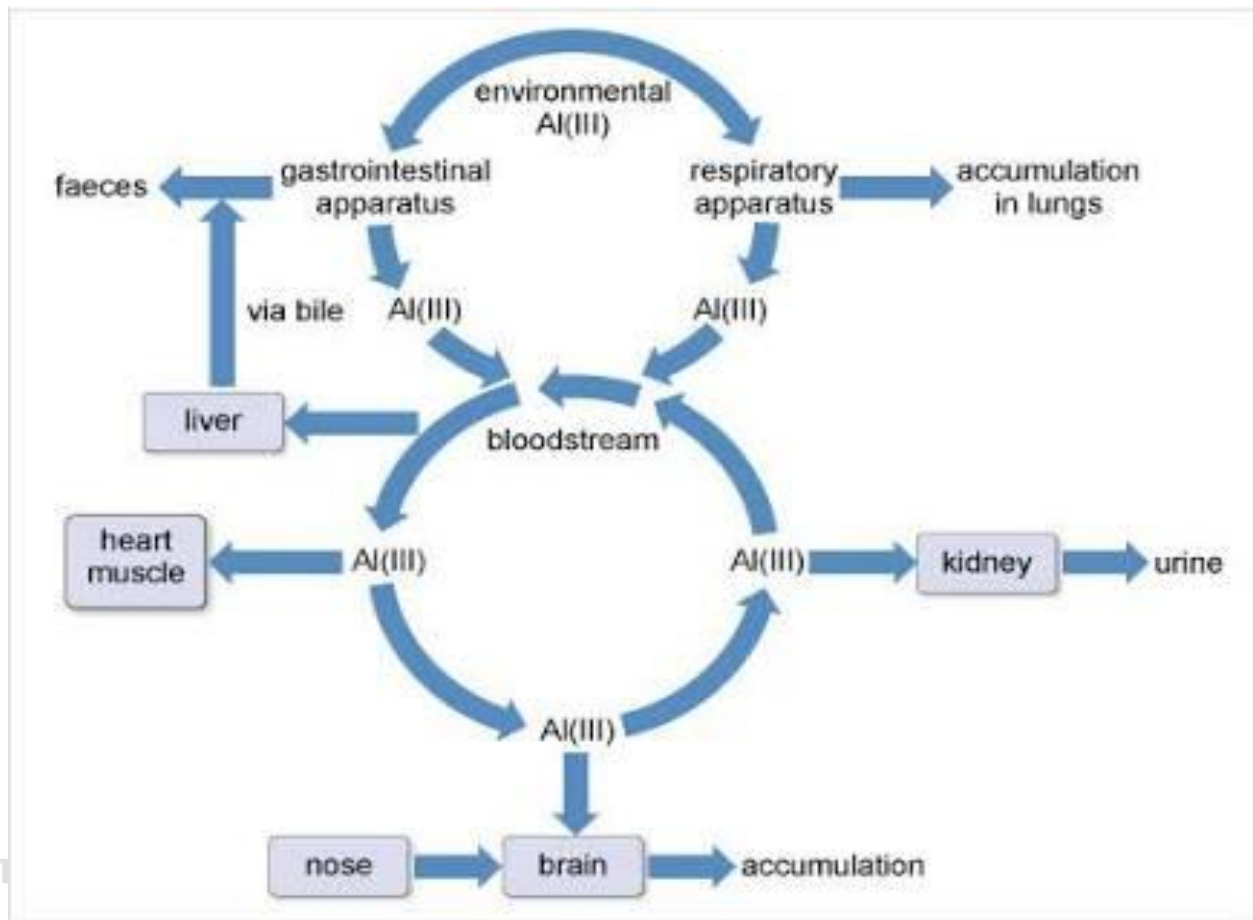 environmental
Al(III)
faeces
gastrointestinal
apparatus
respiratory
apparatus
accumulation
in lungs
via bile
Al(III)
Al(III)
liver
bloodstream
heart
muscle
Al(III)
Al(III)
kidney
urine
Al(III)
nose
brain
accumulation